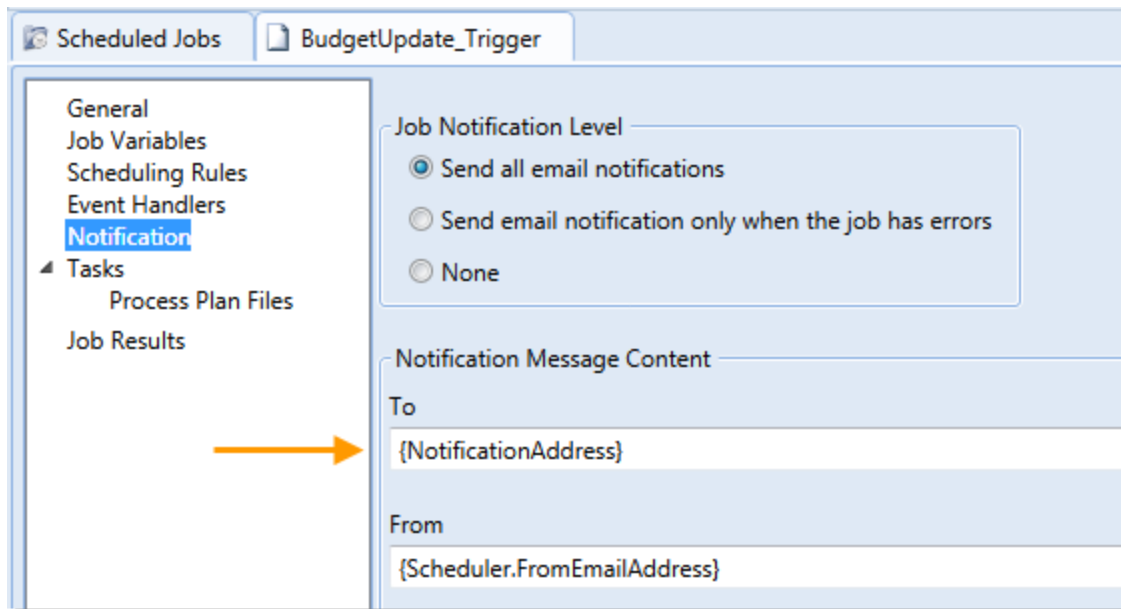 Scheduled Jobs
BudgetUpdate_Trigger
General
Job Variables
Scheduling Rules
Event Handlers
Notification
Tasks
Process Plan Files
Job Results
Job Notification Level
Send all email notifications
Send email notification only when the job has errors
None
Notification Message Content
To
{NotificationAddress}
From
{Scheduler.FromEmailAddress}